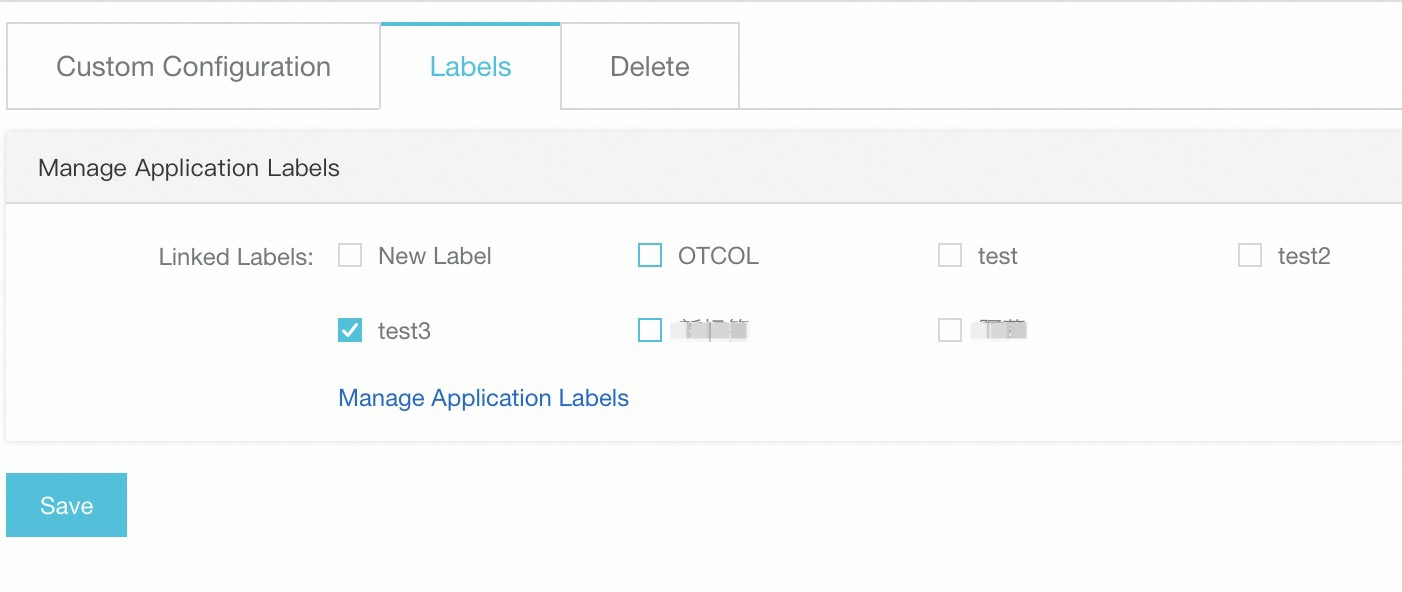 Custom Configuration Labels Delete
Manage Application Labels
Linked Labels: New Label OTCOL test test2
test3
Manage Application Labels
Save